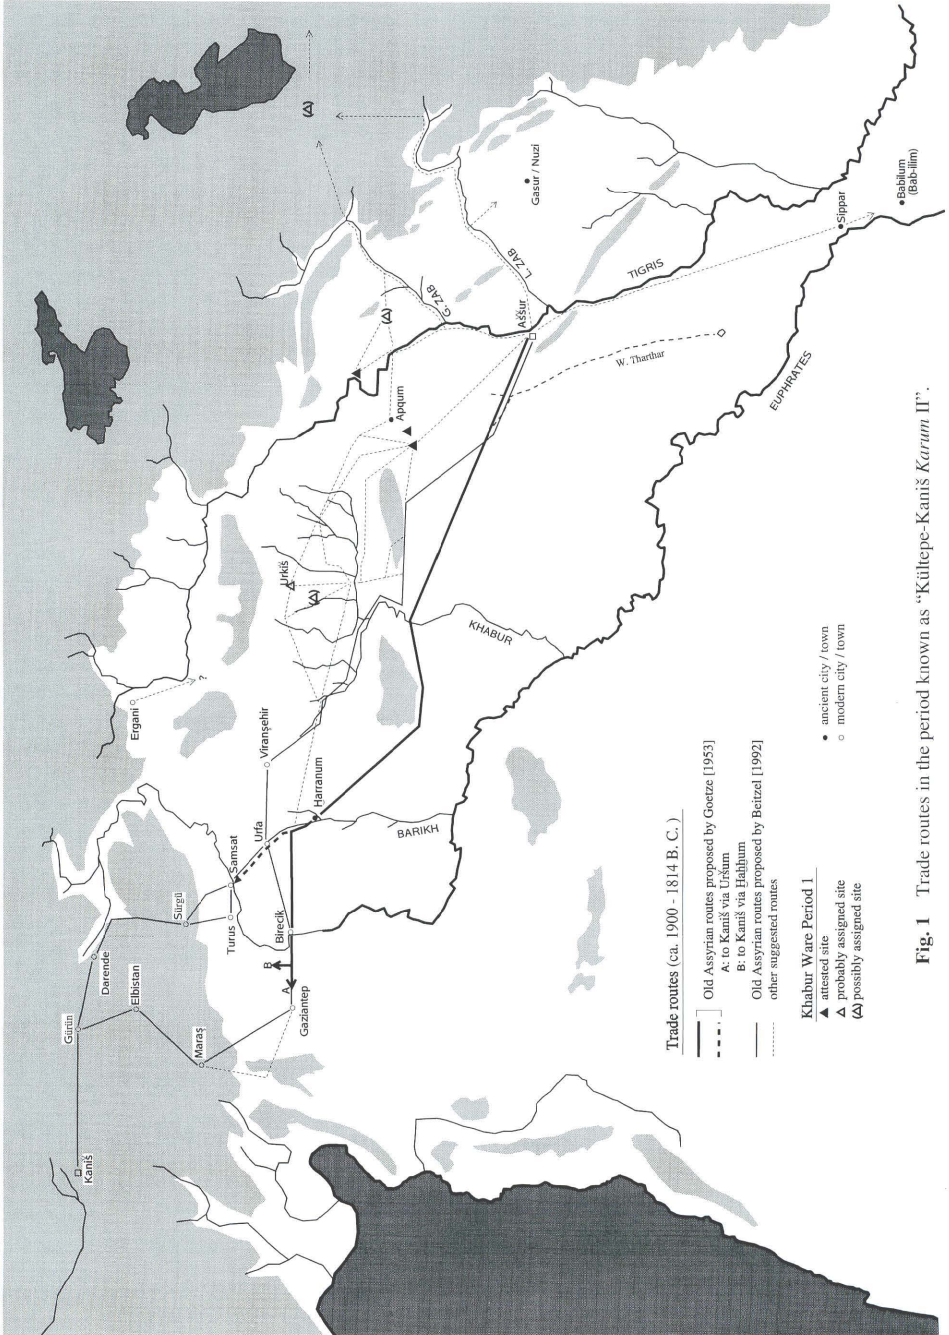 Kaniš
Gürün
Darende
Elbistan
Maraş
Sürgü
Turus
Samsat
Birecik
Gaziantep
A
B
Urfa
Viranşehir
Harranum
BARIKH
Ergani
?
Urkiš
(Δ)
KHABUR
Apqum
(Δ)
G. ZAB
L. ZAB
Aššur
Gasur / Nuzi
(Δ)
TIGRIS
W. Tharthar
EUPHRATES
Sippar
Babilum
(Bab-ilim)
Trade routes (ca. 1900 - 1814 B. C. )
Old Assyrian routes proposed by Goetze [1953]
A: to Kaniš via Uršum
B: to Kaniš via Ḫaḫḫum
Old Assyrian routes proposed by Beitzel [1992]
other suggested routes
Khabur Ware Period 1
▲ attested site
Δ probably assigned site
(Δ) possibly assigned site
● ancient city / town
○ modern city / town
Fig. 1 Trade routes in the period known as “Kültepe-Kaniš Karum II”.